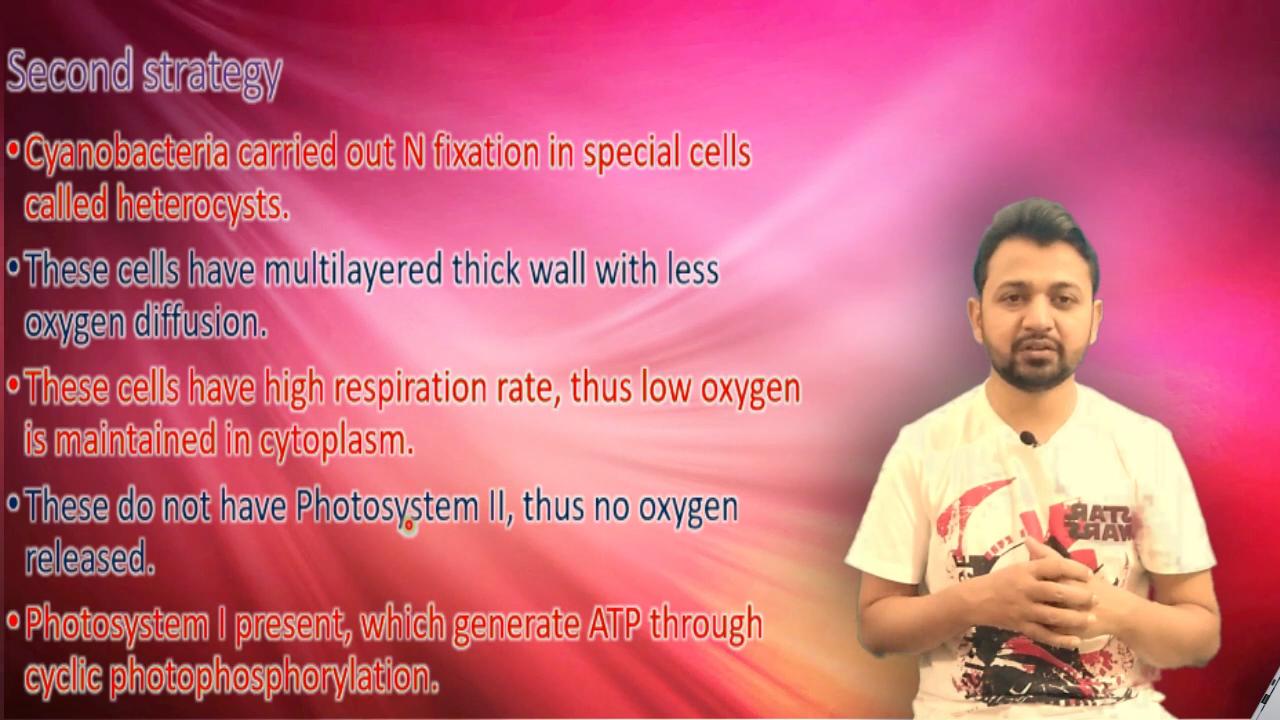 Second strategy
•Cyanobacteria carried out N fixation in special cells
called heterocysts.
•These cells have multilayered thick wall with less
oxygen diffusion.
•These cells have high respiration rate, thus low oxygen
is maintained in cytoplasm.
•These do not have Photosystem II, thus no oxygen
released.
•Photosystem I present, which generate ATP through
cyclic photophosphorylation.
STAR
WARS